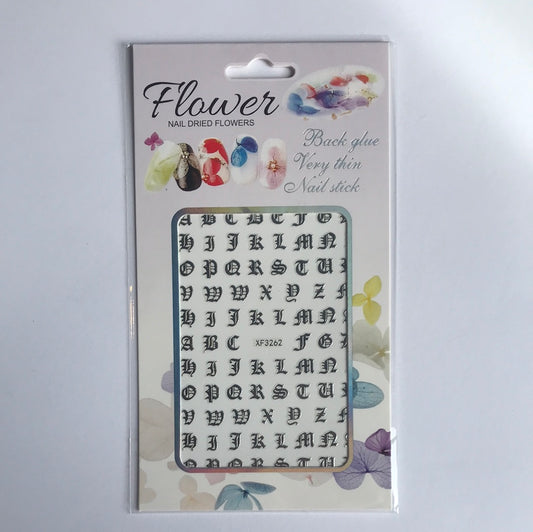 Flower
NAIL DRIED FLOWERS
Back glue
Very thin
Nail stick
A B C D E F G
H I J K L M N
O P Q R S T U
V W W X Y Z
H I J K L M N
A B C XF3262 F G
H I J K L M N
O P Q R S T U
V W W X Y Z
H I J K L M N
O P Q R S T U